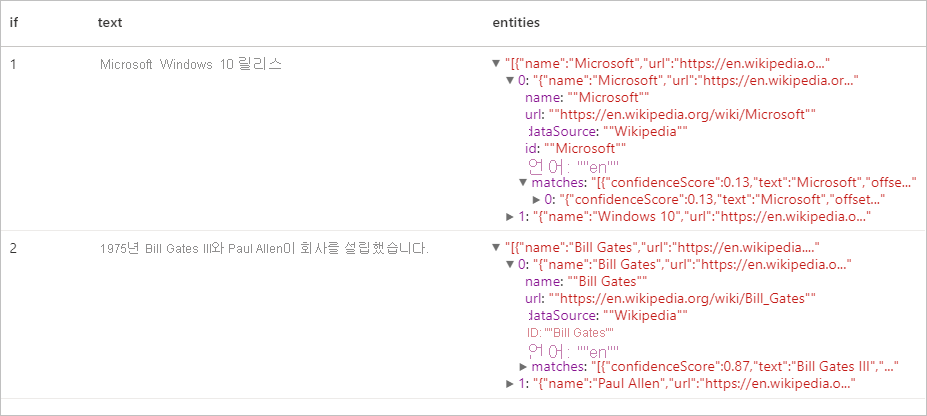 if text entities
1 Microsoft Windows 10 릴리스 "[{"name":"Microsoft","url":"https://en.wikipedia.o..."
0: "{"name":"Microsoft","url":"https://en.wikipedia.or..."
name: ""Microsoft""
url: ""https://en.wikipedia.org/wiki/Microsoft""
dataSource: ""Wikipedia""
id: ""Microsoft""
언어: ""en""
matches: "[{"confidenceScore":0.13,"text":"Microsoft","offse..."
0: "{"confidenceScore":0.13,"text":"Microsoft","offset..."
1: "{"name":"Windows 10","url":"https://en.wikipedia.o..."
2 1975년 Bill Gates III와 Paul Allen이 회사를 설립했습니다. "[{"name":"Bill Gates","url":"https://en.wikipedia...."
0: "{"name":"Bill Gates","url":"https://en.wikipedia.o..."
name: ""Bill Gates""
url: ""https://en.wikipedia.org/wiki/Bill_Gates""
dataSource: ""Wikipedia""
ID: ""Bill Gates""
언어: ""en""
matches: "[{"confidenceScore":0.87,"text":"Bill Gates III","..."
1: "{"name":"Paul Allen","url":"https://en.wikipedia.o..."